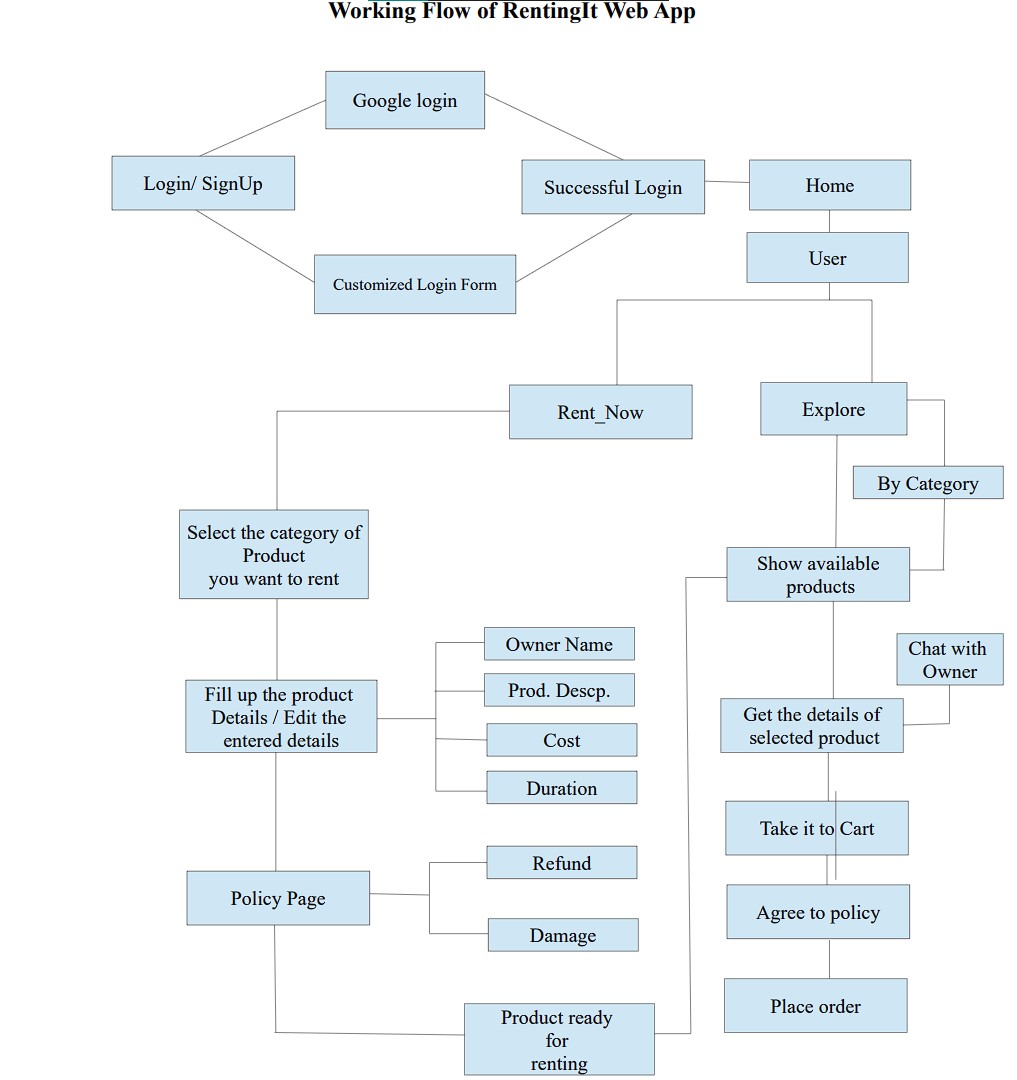 Working Flow of RentingIt Web App
Google login
Login/ SignUp
Successful Login
Home
User
Customized Login Form
Rent_Now
Explore
By Category
Select the category of
Product
you want to rent
Show available
products
Owner Name
Chat with
Owner
Fill up the product
Details / Edit the
entered details
Prod. Descp.
Cost
Duration
Get the details of
selected product
Take it to Cart
Refund
Policy Page
Damage
Agree to policy
Place order
Product ready
for
renting